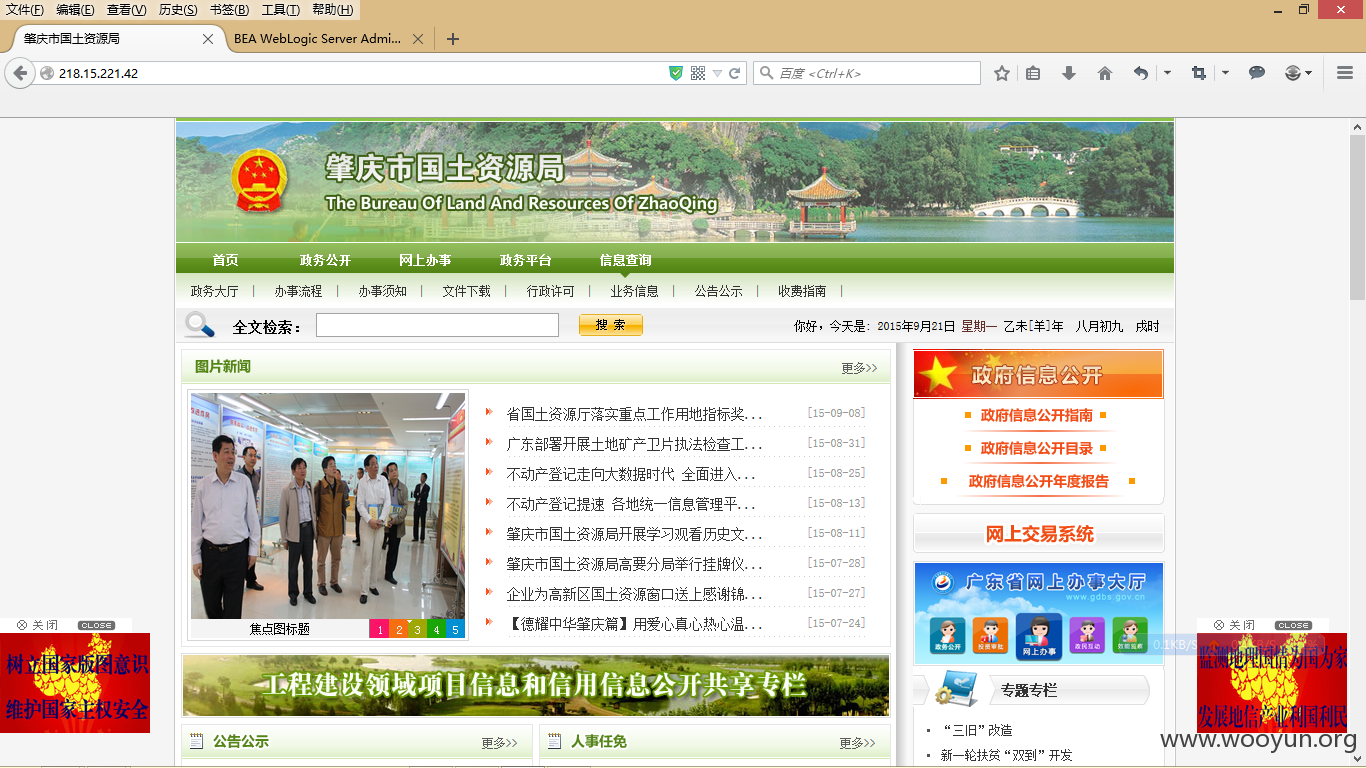 文件(F) 编辑(E) 查看(V) 历史(S) 书签(B) 工具(T) 帮助(H)
肇庆市国土资源局
BEA WebLogic Server Admi...
218.15.221.42
百度 <Ctrl+K>
肇庆市国土资源局
The Bureau Of Land And Resources Of ZhaoQing
首页 政务公开 网上办事 政务平台 信息查询
政务大厅 | 办事流程 | 办事须知 | 文件下载 | 行政许可 | 业务信息 | 公告公示 | 收费指南 |
全文检索：
搜 索
你好，今天是：2015年9月21日 星期一 乙未[羊]年 八月初九 戌时
图片新闻
更多>>
省国土资源厅落实重点工作用地指标奖... [15-09-08]
广东部署开展土地矿产卫片执法检查工... [15-08-31]
不动产登记走向大数据时代 全面进入... [15-08-25]
不动产登记提速 各地统一信息管理平... [15-08-13]
肇庆市国土资源局开展学习观看历史文... [15-08-11]
肇庆市国土资源局高要分局举行挂牌仪... [15-07-28]
企业为高新区国土资源窗口送上感谢锦... [15-07-27]
【德耀中华肇庆篇】用爱心真心热心温... [15-07-24]
焦点图标题
1 2 3 4 5
工程建设领域项目信息和信用信息公开共享专栏
公告公示
更多>>
人事任免
更多>>
政府信息公开
政府信息公开指南
政府信息公开目录
政府信息公开年度报告
网上交易系统
广东省网上办事大厅
www.gdbs.gov.cn
政务公开 投资审批 网上办事 政民互动 效能监察
0.1KB/S
专题专栏
“三旧”改造
新一轮扶贫“双到”开发
关闭 CLOSE
树立国家版图意识
维护国家主权安全
关闭 CLOSE
监测地理国情为国为家
发展地信产业利国利民
www.wooyun.org